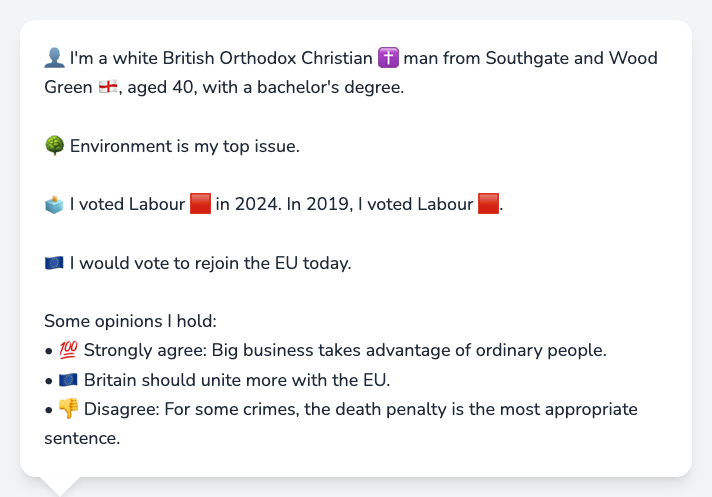 👤 I'm a white British Orthodox Christian ✝️ man from Southgate and Wood
Green 🏴󠁧󠁢󠁥󠁮󠁧󠁿, aged 40, with a bachelor's degree.
🌳 Environment is my top issue.
🗳️ I voted Labour 🟥 in 2024. In 2019, I voted Labour 🟥.
🇪🇺 I would vote to rejoin the EU today.
Some opinions I hold:
• 💯 Strongly agree: Big business takes advantage of ordinary people.
• 🇪🇺 Britain should unite more with the EU.
• 👎 Disagree: For some crimes, the death penalty is the most appropriate
sentence.